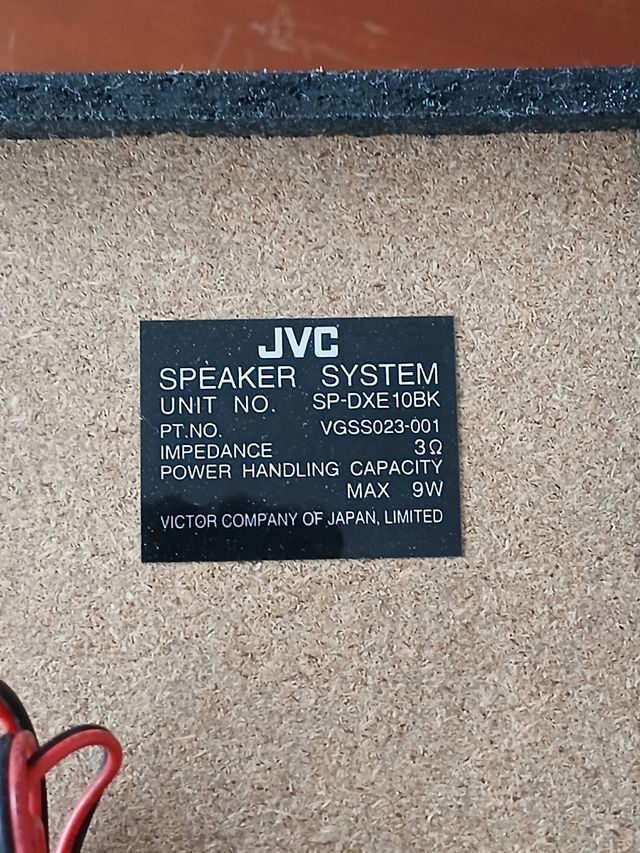 JVC
SPEAKER SYSTEM
UNIT NO. SP-DXE10BK
PT.NO. VGSS023-001
IMPEDANCE 3Ω
POWER HANDLING CAPACITY
MAX 9W
VICTOR COMPANY OF JAPAN, LIMITED